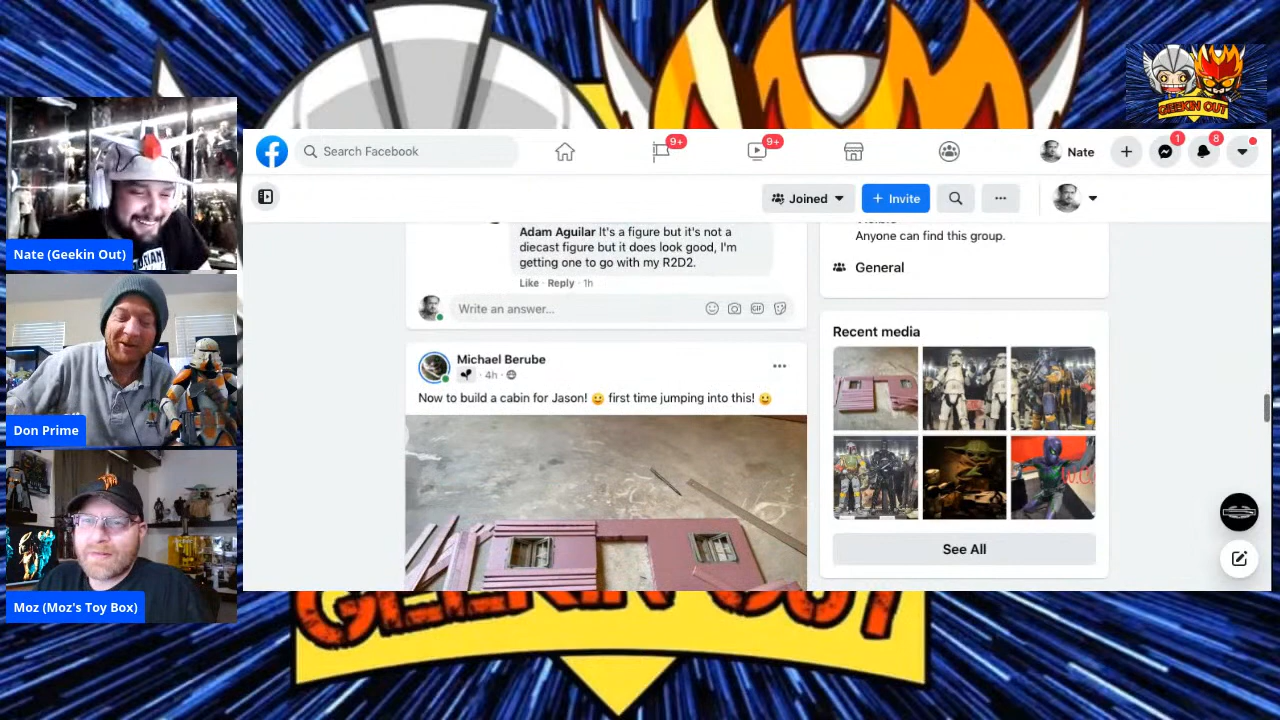 GEEKIN OUT
Search Facebook
9+
9+
Nate
1
8
Joined
+ Invite
Adam Aguilar It's a figure but it's not a
diecast figure but it does look good, I'm
getting one to go with my R2D2.
Like · Reply · 1h
Write an answer...
GIF
Anyone can find this group.
General
Michael Berube
· 4h ·
Now to build a cabin for Jason! 😀 first time jumping into this! 😀
Recent media
See All
Nate (Geekin Out)
Don Prime
Moz (Moz's Toy Box)
GEEKIN OUT